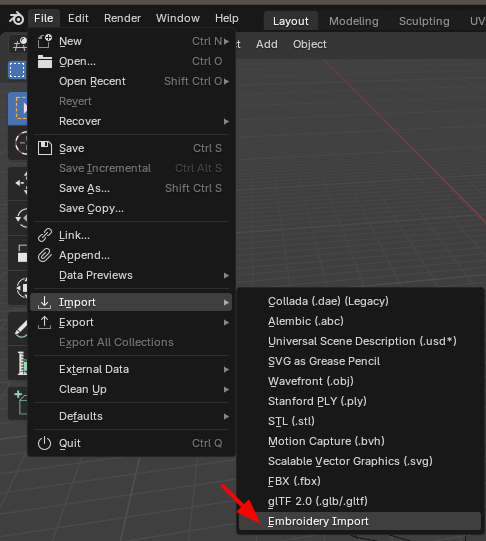 File Edit Render Window Help Layout Modeling Sculpting UV
Add Object
New Ctrl N
Open... Ctrl O
Open Recent Shift Ctrl O
Revert
Recover
Save Ctrl S
Save Incremental Ctrl Alt S
Save As... Shift Ctrl S
Save Copy...
Link...
Append...
Data Previews
Import
Export
Export All Collections
External Data
Clean Up
Defaults
Quit Ctrl Q
Collada (.dae) (Legacy)
Alembic (.abc)
Universal Scene Description (.usd*)
SVG as Grease Pencil
Wavefront (.obj)
Stanford PLY (.ply)
STL (.stl)
Motion Capture (.bvh)
Scalable Vector Graphics (.svg)
FBX (.fbx)
glTF 2.0 (.glb/.gltf)
Embroidery Import